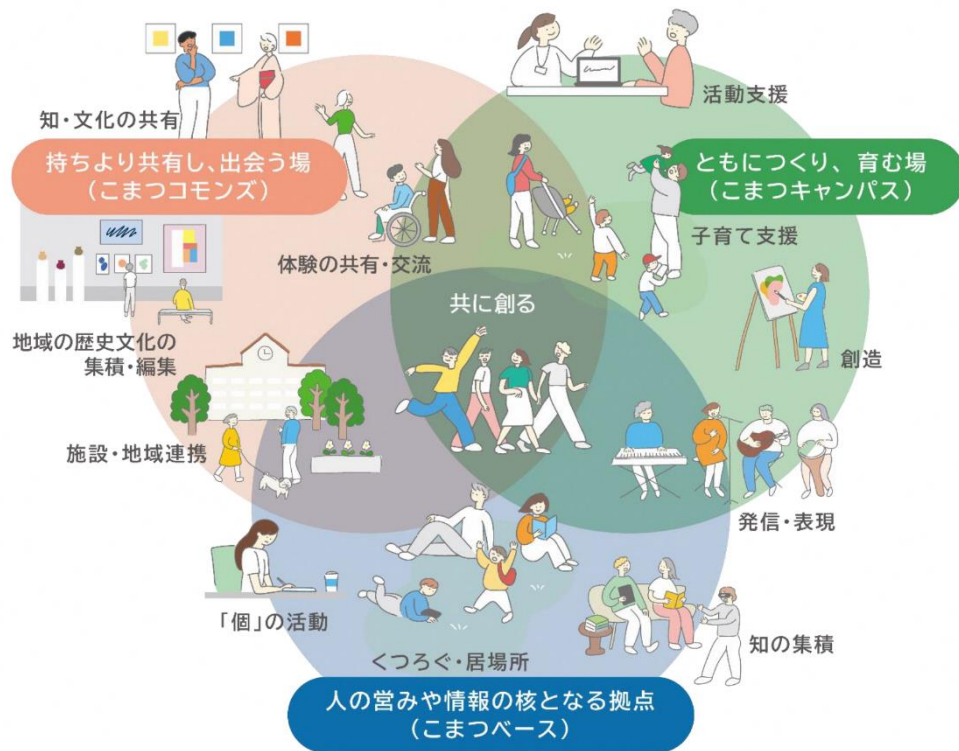 知・文化の共有
持ちより共有し、出会う場
（こまつコモンズ）
活動支援
ともにつくり、育む場
（こまつキャンパス）
体験の共有・交流
子育て支援
共に創る
地域の歴史文化の
集積・編集
創造
施設・地域連携
発信・表現
「個」の活動
くつろぐ・居場所
知の集積
人の営みや情報の核となる拠点
（こまつベース）